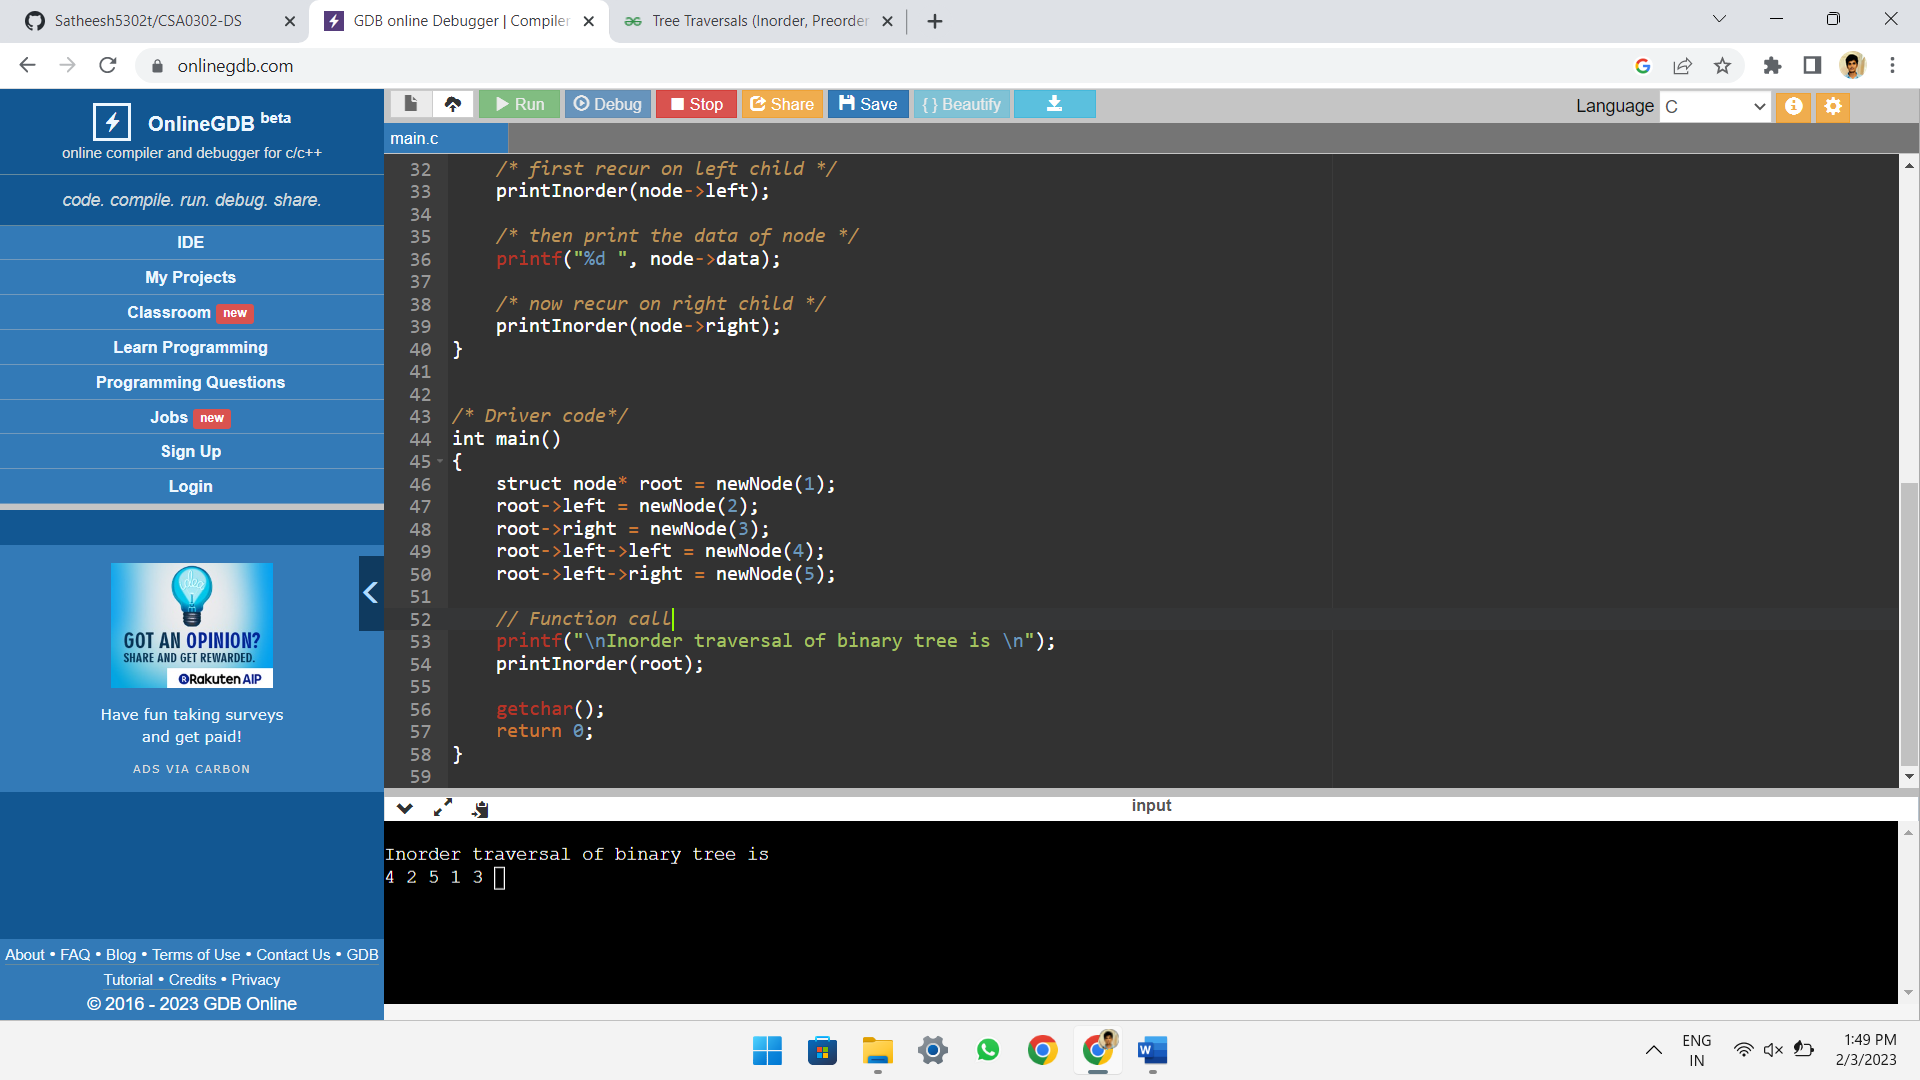 Satheesh5302t/CSA0302-DS
GDB online Debugger | Compiler
Tree Traversals (Inorder, Preorder
onlinegdb.com
OnlineGDB beta
online compiler and debugger for c/c++
code. compile. run. debug. share.
IDE
My Projects
Classroom new
Learn Programming
Programming Questions
Jobs new
Sign Up
Login
GOT AN OPINION?
SHARE AND GET REWARDED.
Rakuten AIP
Have fun taking surveys
and get paid!
ADS VIA CARBON
About • FAQ • Blog • Terms of Use • Contact Us • GDB
Tutorial • Credits • Privacy
© 2016 - 2023 GDB Online
Run Debug Stop Share Save { } Beautify
Language C
main.c
32 /* first recur on left child */
33 printInorder(node->left);
34
35 /* then print the data of node */
36 printf("%d ", node->data);
37
38 /* now recur on right child */
39 printInorder(node->right);
40 }
41
42
43 /* Driver code*/
44 int main()
45 {
46 struct node* root = newNode(1);
47 root->left = newNode(2);
48 root->right = newNode(3);
49 root->left->left = newNode(4);
50 root->left->right = newNode(5);
51
52 // Function call
53 printf("\nInorder traversal of binary tree is \n");
54 printInorder(root);
55
56 getchar();
57 return 0;
58 }
59
input
Inorder traversal of binary tree is
4 2 5 1 3
ENG
IN
1:49 PM
2/3/2023